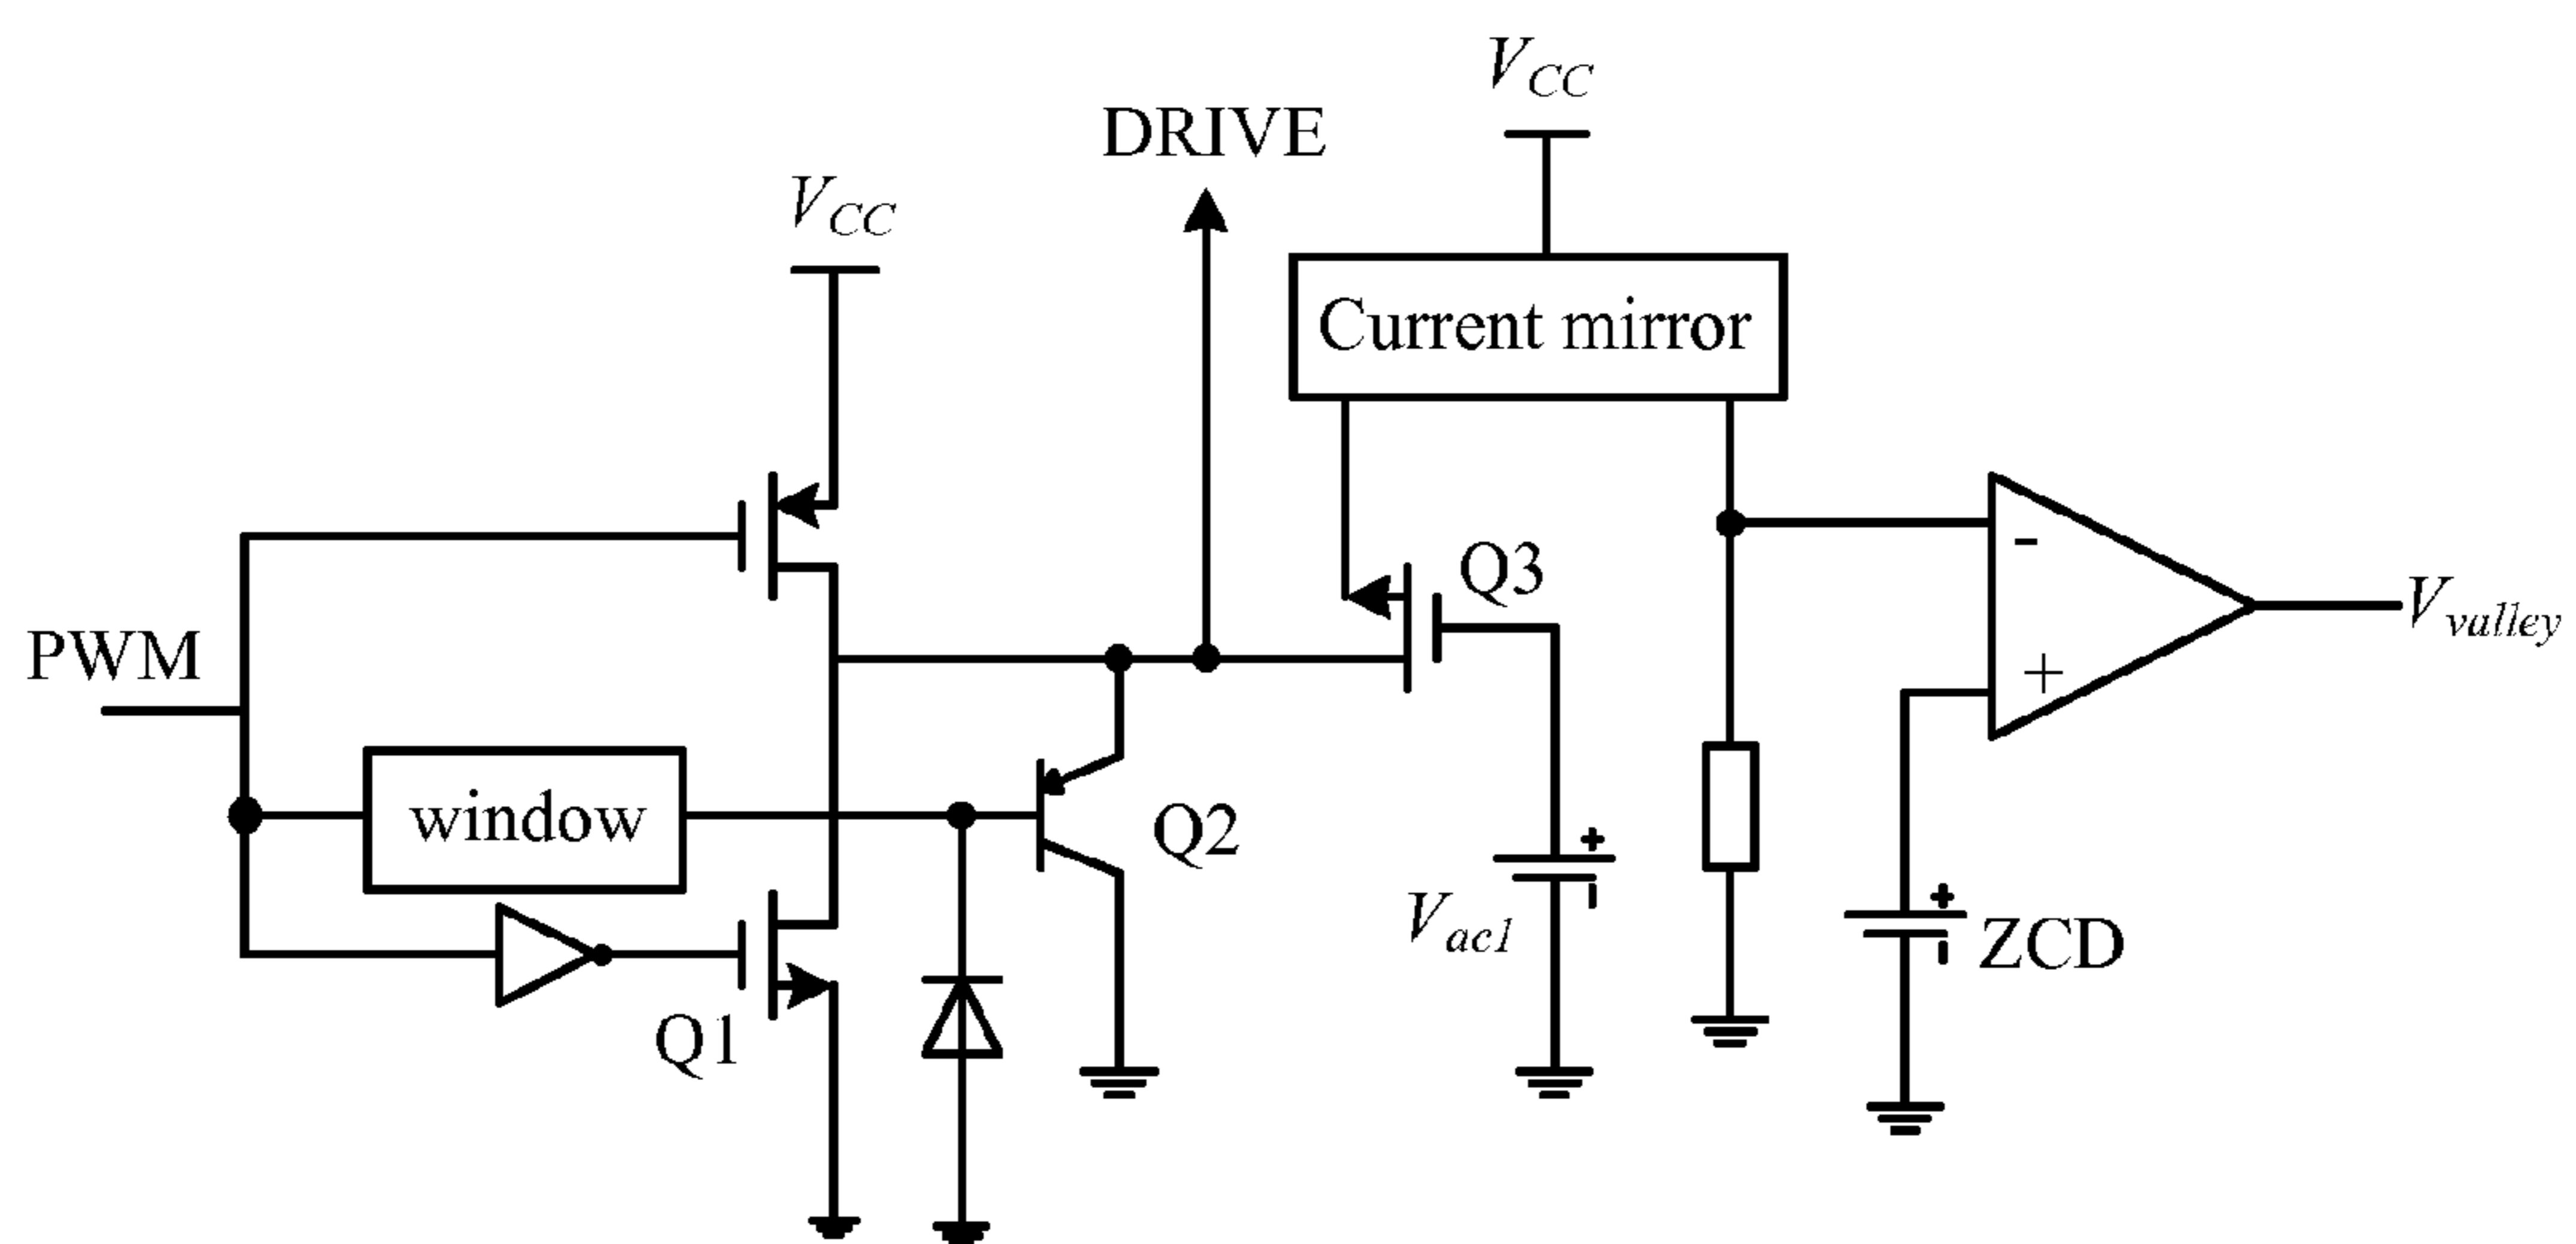 V_CC
DRIVE
V_CC
Current mirror
Q3
-
V_valley
PWM
+
window
Q2
+
V_ac1
+
ZCD
Q1